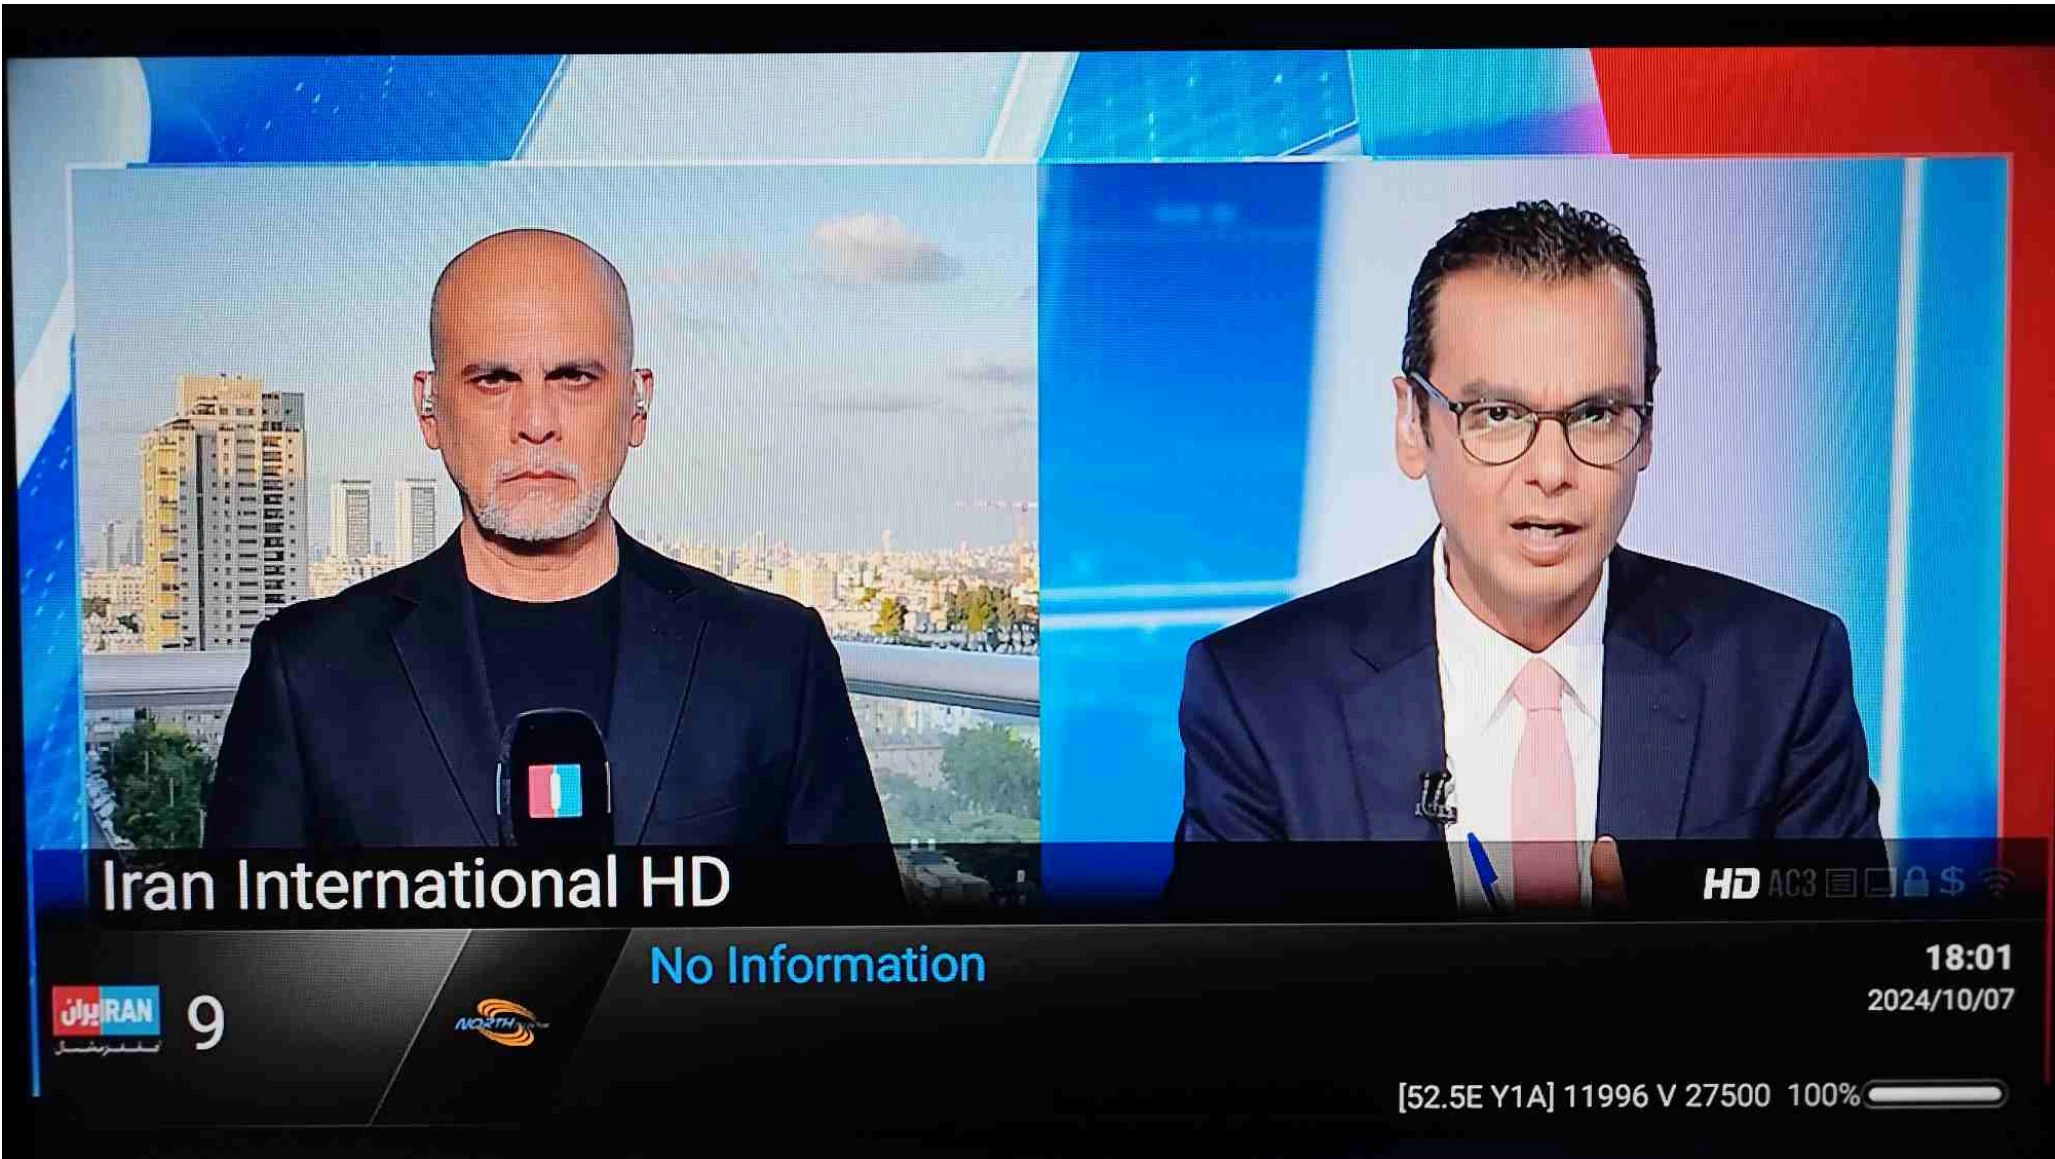 Iran International HD
HD AC3 $
No Information
18:01
2024/10/07
ایران IRAN
اینترنشنال
9
NORTH
[52.5E Y1A] 11996 V 27500 100%